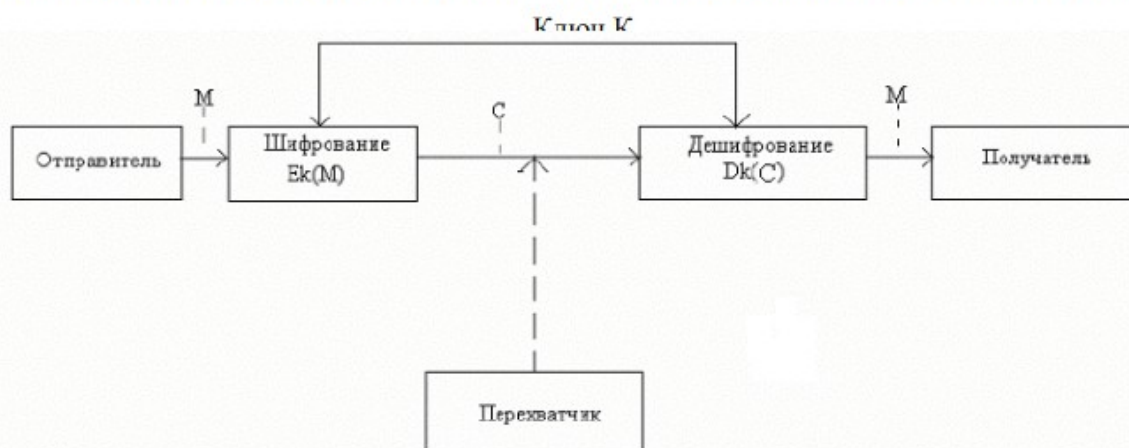 Ключ К
М
С
М
Отправитель
Шифрование
Ek(M)
Дешифрование
Dk(C)
Получатель
Перехватчик